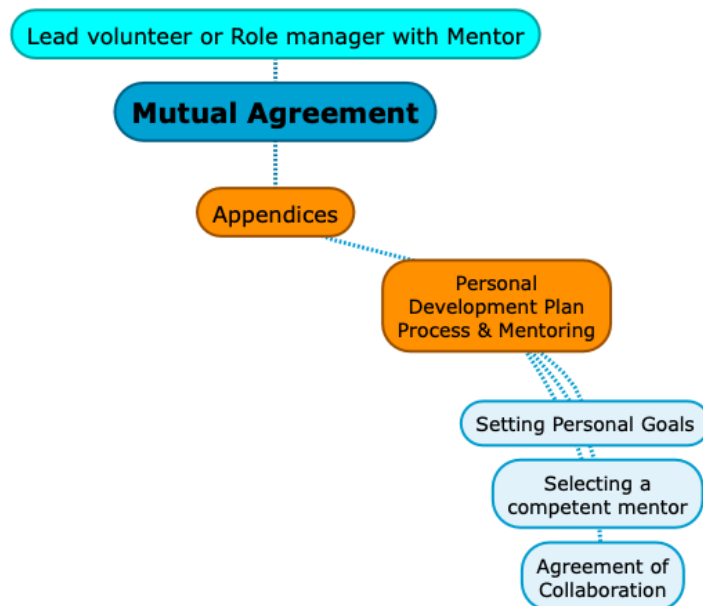 Lead volunteer or Role manager with Mentor
Mutual Agreement
Appendices
Personal
Development Plan
Process & Mentoring
Setting Personal Goals
Selecting a
competent mentor
Agreement of
Collaboration